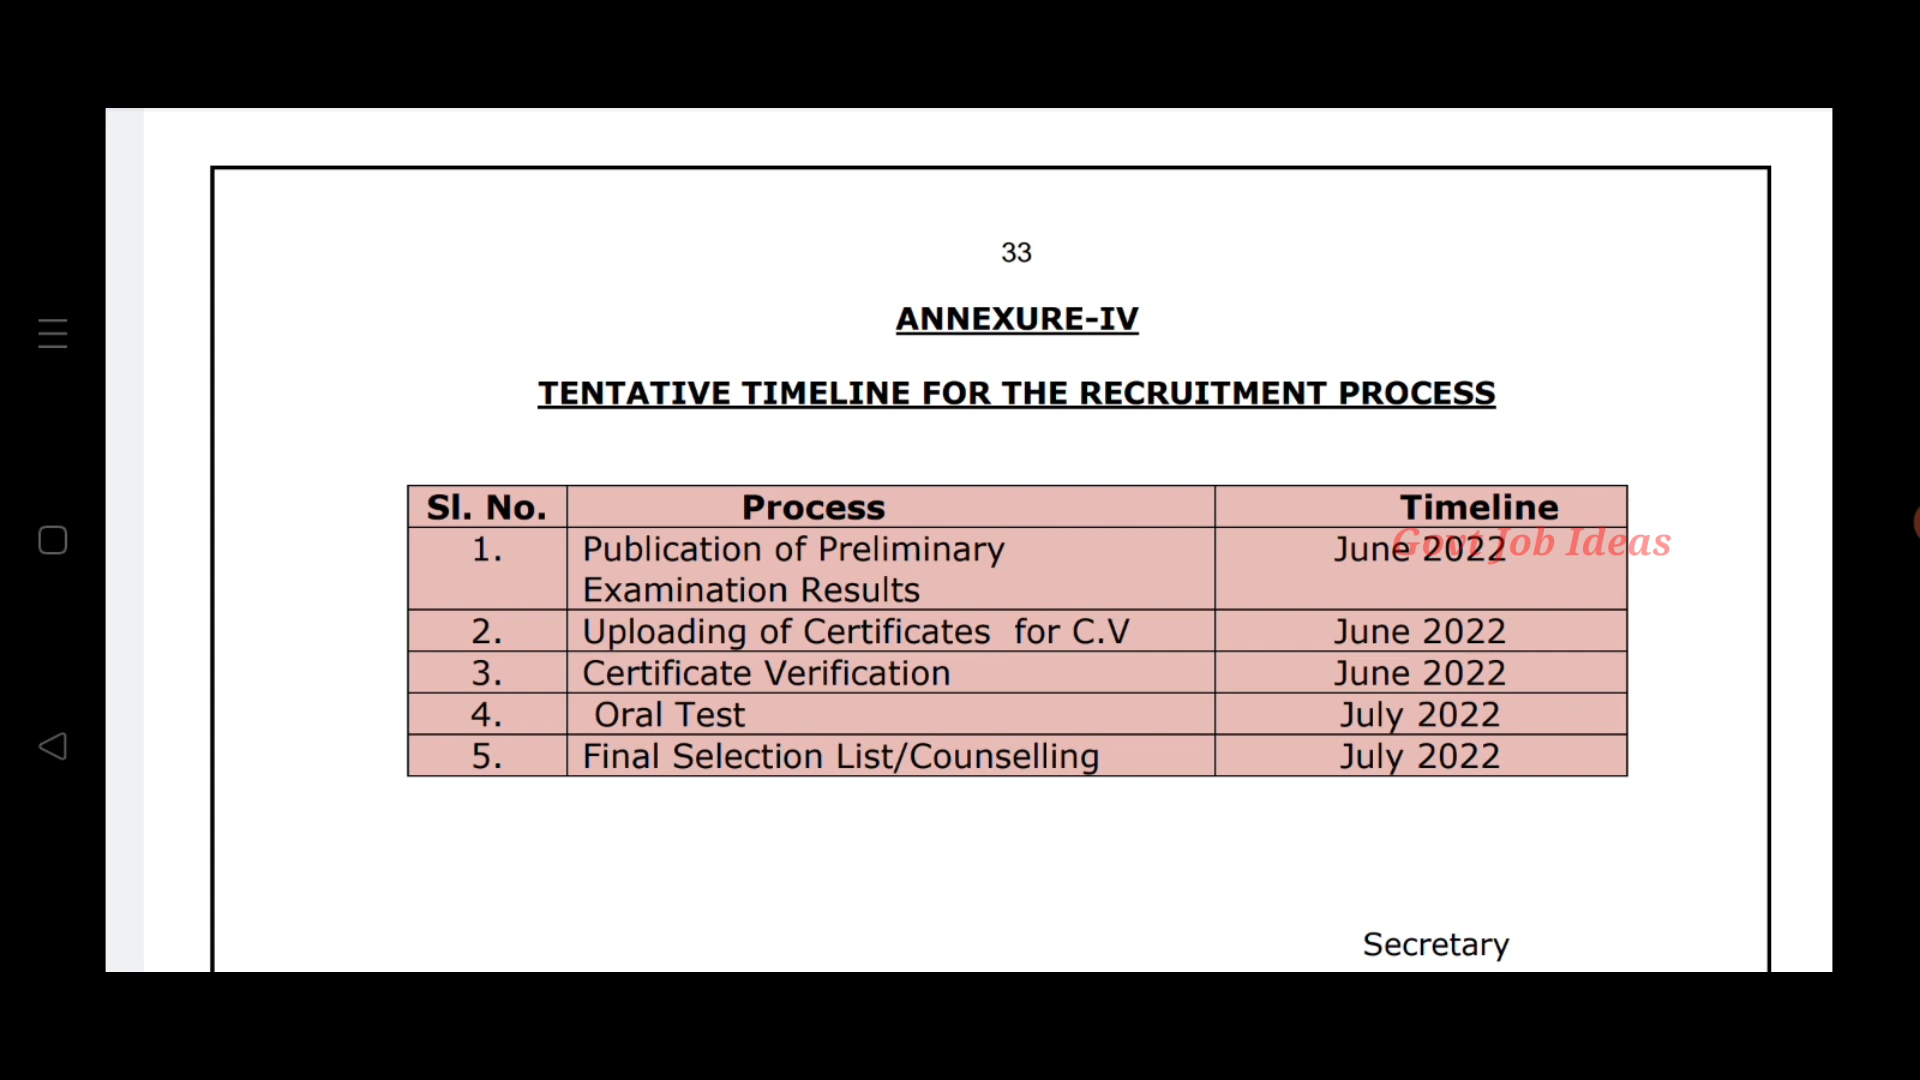 33
ANNEXURE-IV
TENTATIVE TIMELINE FOR THE RECRUITMENT PROCESS
Sl. No. Process Timeline
1. Publication of Preliminary June 2022
Govt Job Ideas
Examination Results
2. Uploading of Certificates for C.V June 2022
3. Certificate Verification June 2022
4. Oral Test July 2022
5. Final Selection List/Counselling July 2022
Secretary